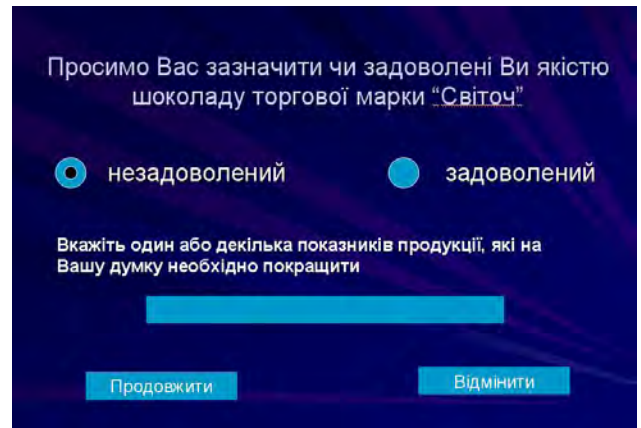 Просимо Вас зазначити чи задоволені Ви якістю
шоколаду торгової марки “Світоч”
незадоволений задоволений
Вкажіть один або декілька показників продукції, які на
Вашу думку необхідно покращити
Продовжити Відмінити